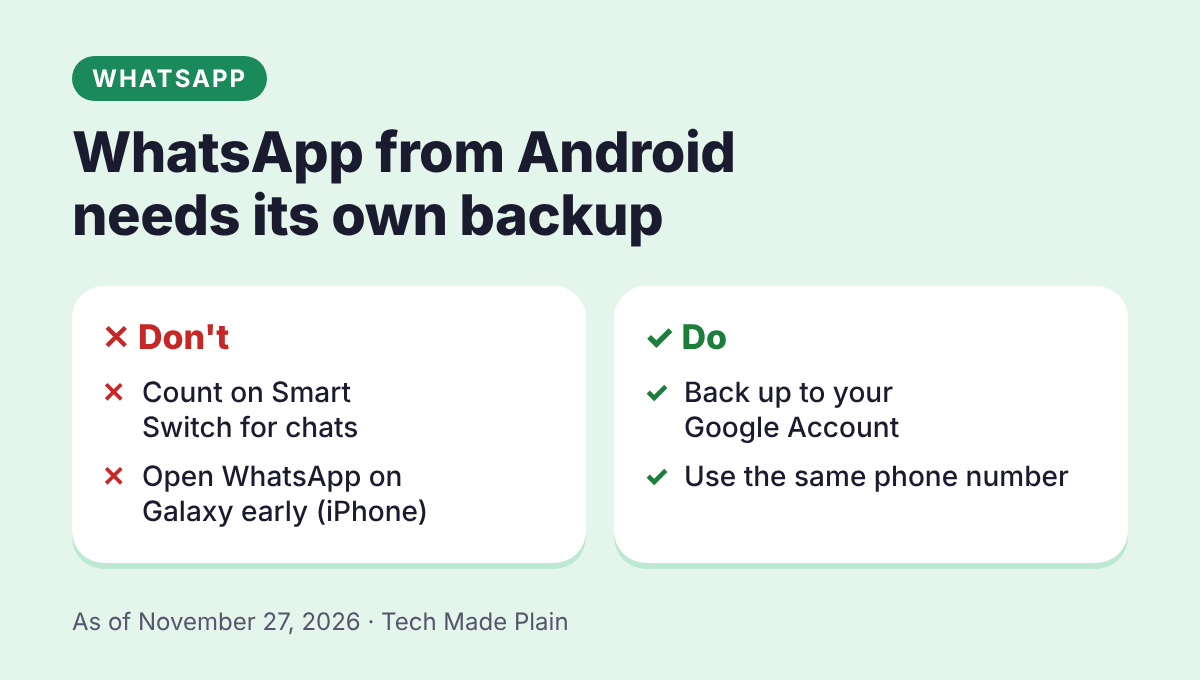 WHATSAPP
WhatsApp from Android
needs its own backup
✕ Don't
✕ Count on Smart
Switch for chats
✕ Open WhatsApp on
Galaxy early (iPhone)
✓ Do
✓ Back up to your
Google Account
✓ Use the same phone number
As of November 27, 2026 · Tech Made Plain